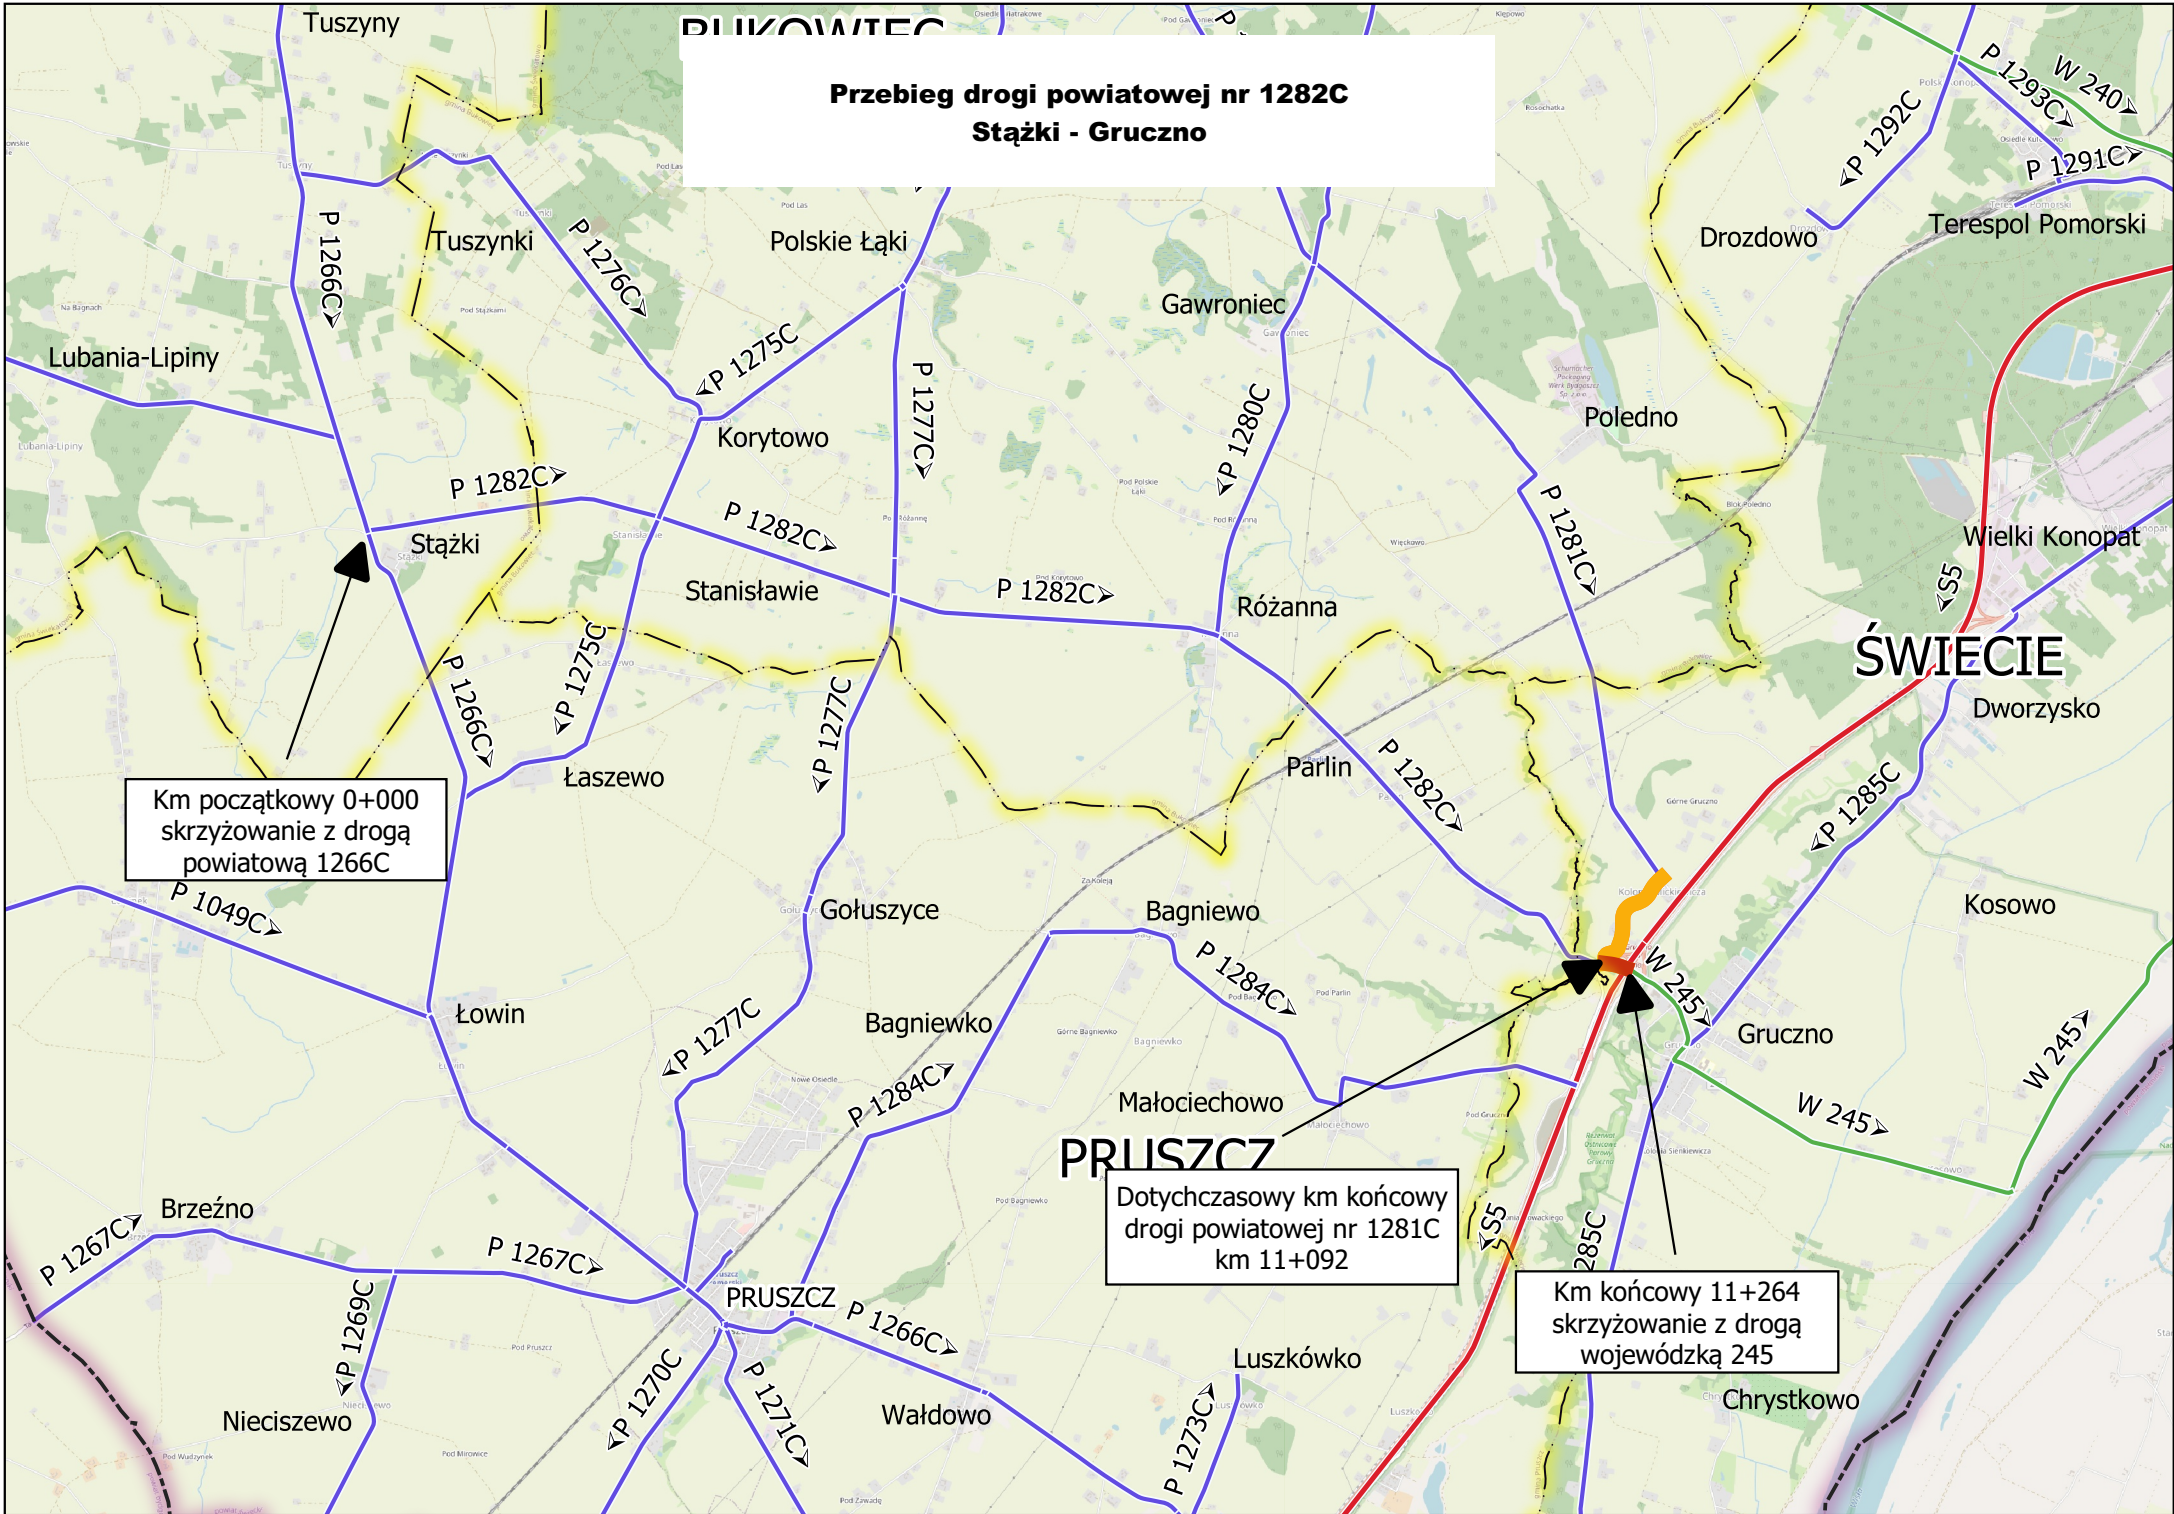 Tuszyny
BUKOWIEC
Przebieg drogi powiatowej nr 1282C
Stążki - Gruczno
P 1293C
W 240
P 1292C
P 1291C
Terespol Pomorski
Drozdowo
P 1266C
Tuszynki
P 1276C
Polskie Łąki
Gawroniec
Lubania-Lipiny
P 1275C
P 1277C
P 1280C
Poledno
Korytowo
P 1282C
P 1282C
P 1281C
Wielki Konopat
Stążki
Stanisławie
P 1282C
Różanna
S5
ŚWIECIE
P 1275C
P 1266C
P 1277C
Dworzysko
Łaszewo
Parlin
P 1282C
P 1285C
Km początkowy 0+000
skrzyżowanie z drogą
powiatową 1266C
P 1049C
Gołuszyce
Bagniewo
Kosowo
P 1284C
W 245
Łowin
P 1277C
Bagniewko
Gruczno
W 245
P 1284C
Małociechowo
W 245
PRUSZCZ
Dotychczasowy km końcowy
drogi powiatowej nr 1281C
km 11+092
Brzeźno
P 1267C
P 1267C
S5
285C
Km końcowy 11+264
skrzyżowanie z drogą
wojewódzką 245
P 1269C
PRUSZCZ
P 1266C
Luszkówko
P 1270C
P 1271C
Nieciszewo
Wałdowo
P 1273C
Chrystkowo